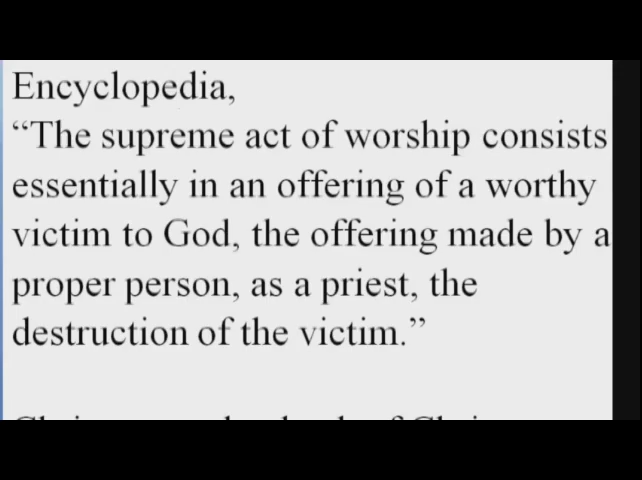 Encyclopedia,
“The supreme act of worship consists
essentially in an offering of a worthy
victim to God, the offering made by a
proper person, as a priest, the
destruction of the victim.”